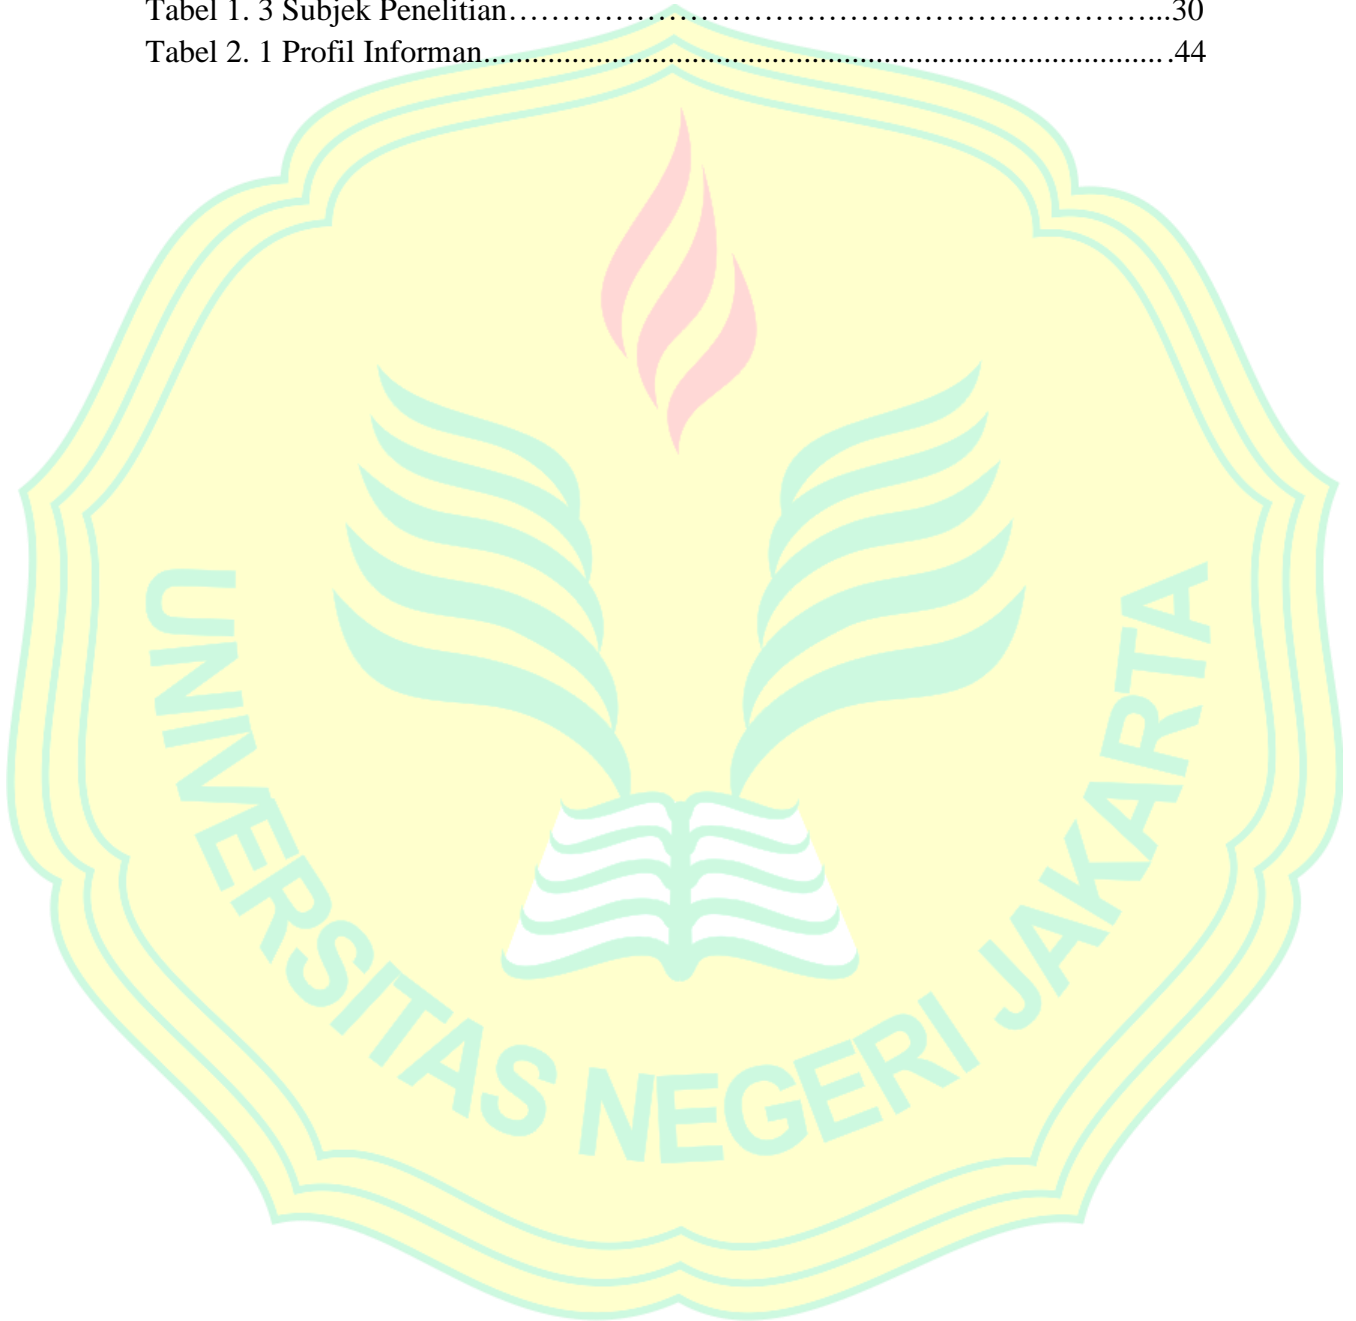 Tabel 1. 3 Subjek Penelitian……………………………………………………………...30
Tabel 2. 1 Profil Informan.....................................................................................44
UNIVERSITAS NEGERI JAKARTA